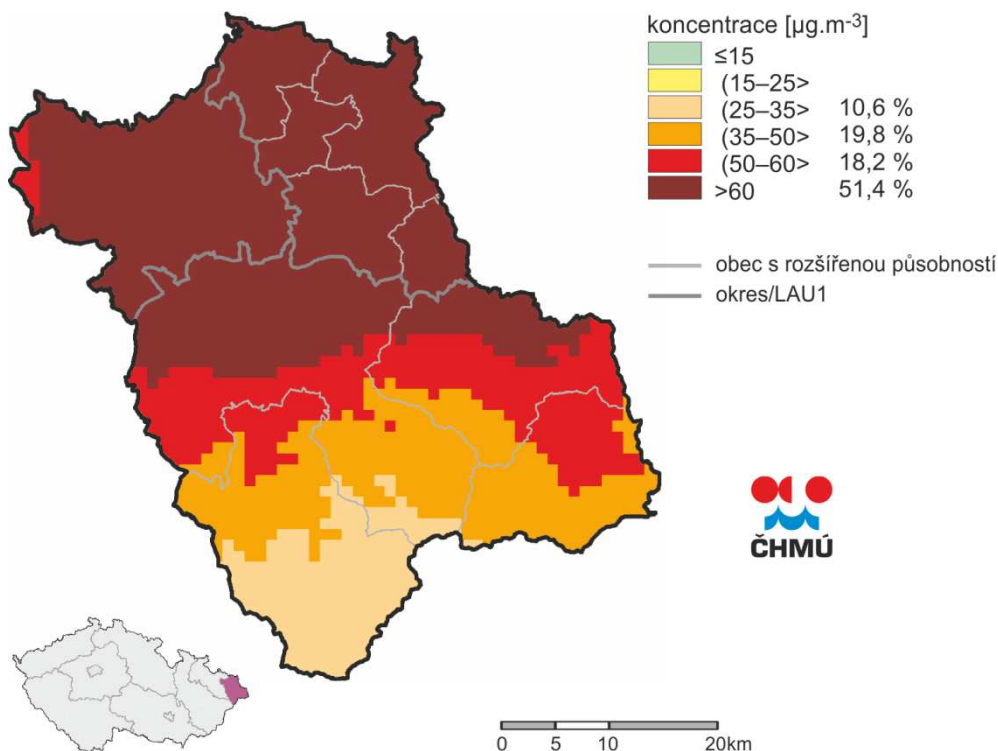 koncentrace [µg.m-3]
≤15
(15–25>
(25–35> 10,6 %
(35–50> 19,8 %
(50–60> 18,2 %
>60 51,4 %
obec s rozšířenou působností
okres/LAU1
ČHMÚ
0 5 10 20km